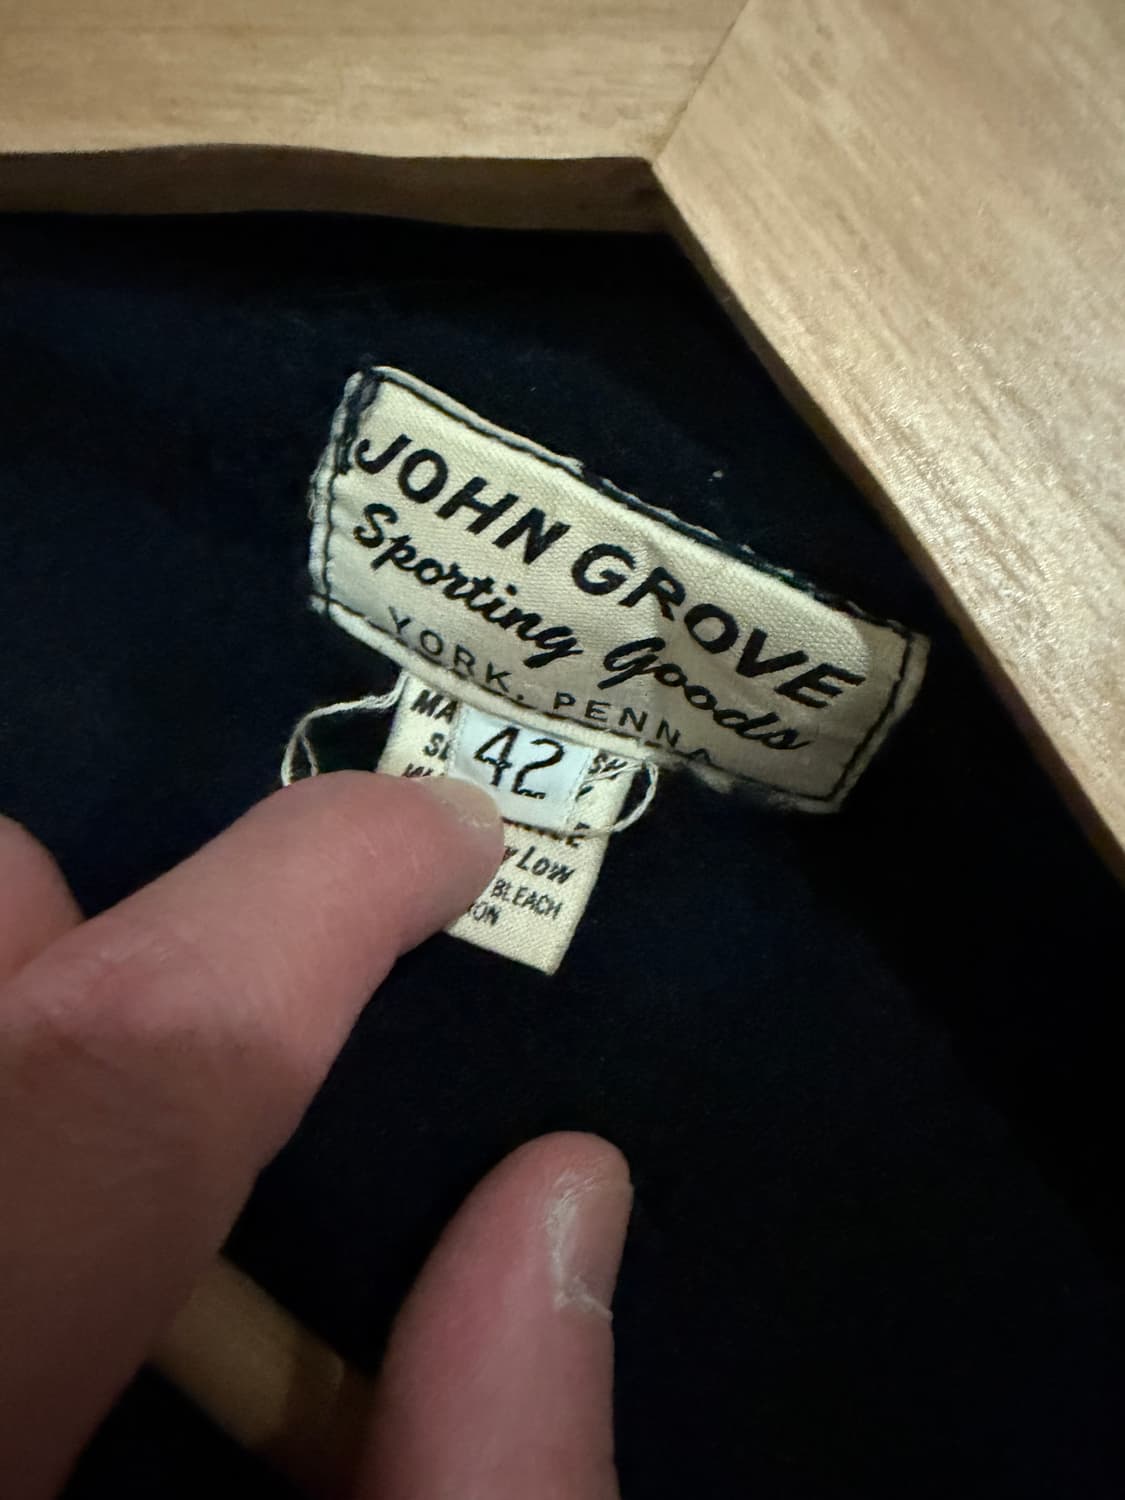 JOHN GROVE
Sporting Goods
YORK, PENNA
42
Low
BLEACH